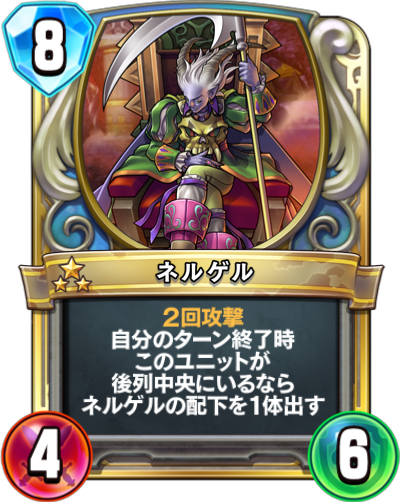 8
ネルゲル
2回攻撃
自分のターン終了時
このユニットが
後列中央にいるなら
ネルゲルの配下を1体出す
4
6